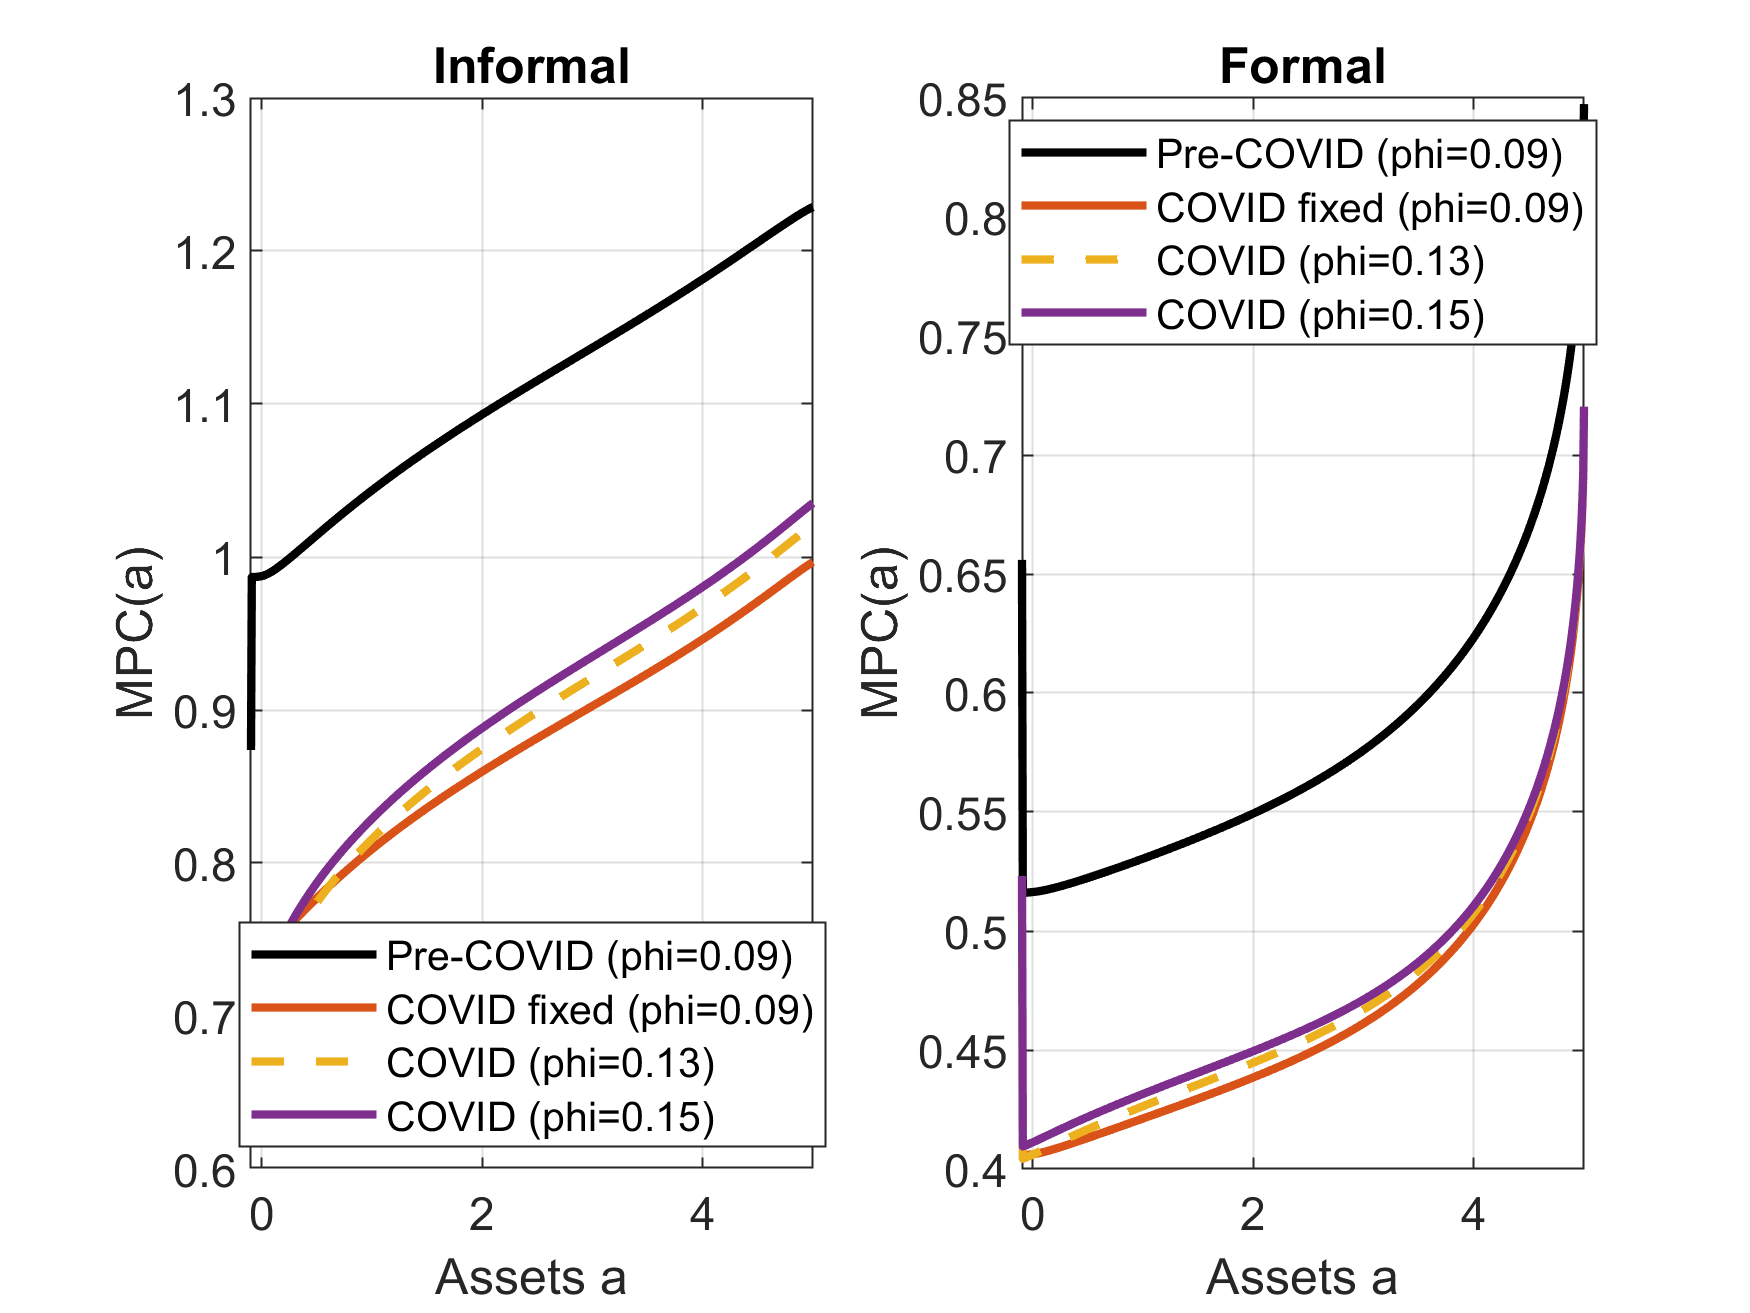 Informal
1.3
1.2
1.1
1
0.9
0.8
0.7
0.6
MPC(a)
0
2
4
Assets a
Pre-COVID (phi=0.09)
COVID fixed (phi=0.09)
COVID (phi=0.13)
COVID (phi=0.15)
Formal
0.85
0.8
0.75
0.7
0.65
0.6
0.55
0.5
0.45
0.4
MPC(a)
0
2
4
Assets a
Pre-COVID (phi=0.09)
COVID fixed (phi=0.09)
COVID (phi=0.13)
COVID (phi=0.15)